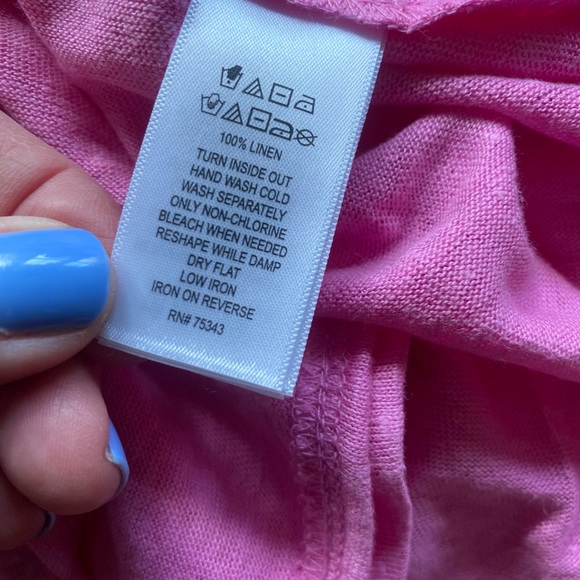 100% LINEN
TURN INSIDE OUT
HAND WASH COLD
WASH SEPARATELY
ONLY NON-CHLORINE
BLEACH WHEN NEEDED
RESHAPE WHILE DAMP
DRY FLAT
LOW IRON
IRON ON REVERSE
RN# 75343